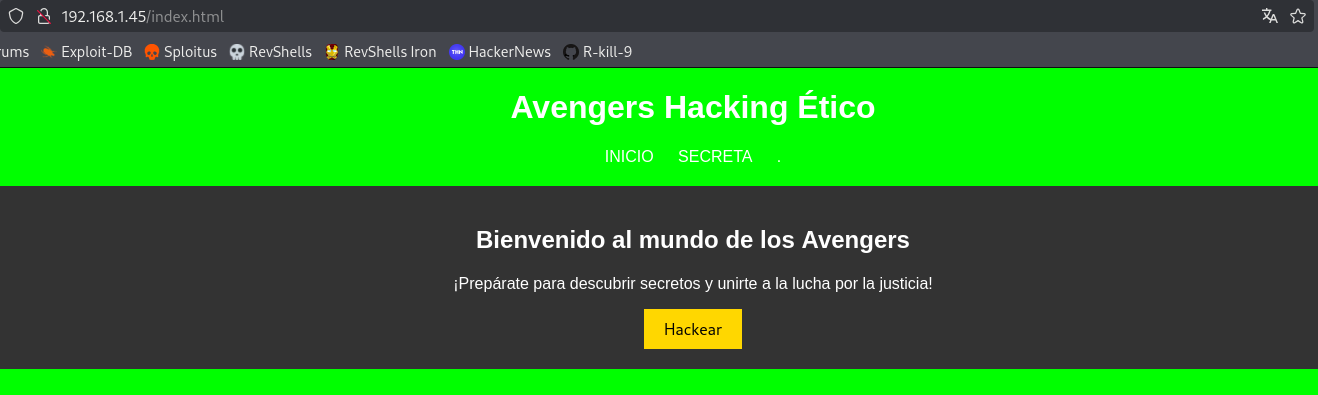 192.168.1.45/index.html
rums Exploit-DB Sploitus RevShells RevShells Iron THN HackerNews R-kill-9
Avengers Hacking Ético
INICIO SECRETA .
Bienvenido al mundo de los Avengers
¡Prepárate para descubrir secretos y unirte a la lucha por la justicia!
Hackear